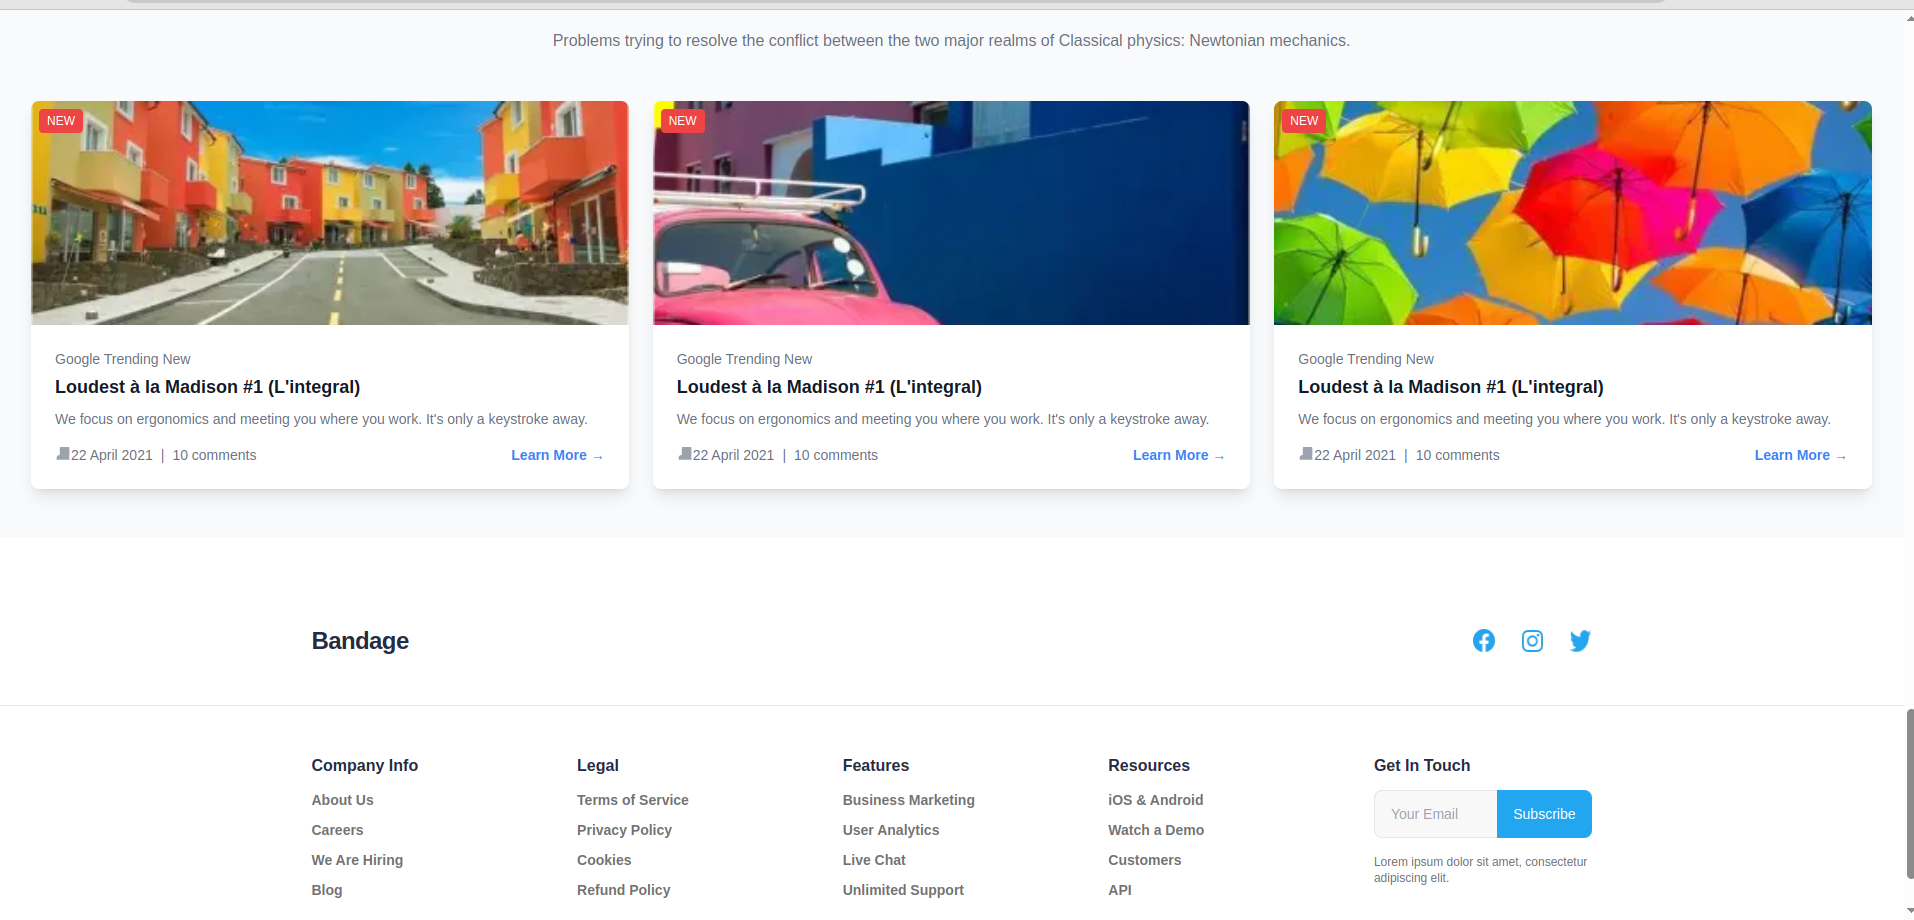 Problems trying to resolve the conflict between the two major realms of Classical physics: Newtonian mechanics.
NEW
NEW
NEW
Google Trending New
Loudest à la Madison #1 (L'integral)
We focus on ergonomics and meeting you where you work. It's only a keystroke away.
22 April 2021 | 10 comments
Learn More →
Google Trending New
Loudest à la Madison #1 (L'integral)
We focus on ergonomics and meeting you where you work. It's only a keystroke away.
22 April 2021 | 10 comments
Learn More →
Google Trending New
Loudest à la Madison #1 (L'integral)
We focus on ergonomics and meeting you where you work. It's only a keystroke away.
22 April 2021 | 10 comments
Learn More →
Bandage
Company Info
About Us
Careers
We Are Hiring
Blog
Legal
Terms of Service
Privacy Policy
Cookies
Refund Policy
Features
Business Marketing
User Analytics
Live Chat
Unlimited Support
Resources
iOS & Android
Watch a Demo
Customers
API
Get In Touch
Your Email
Subscribe
Lorem ipsum dolor sit amet, consectetur
adipiscing elit.